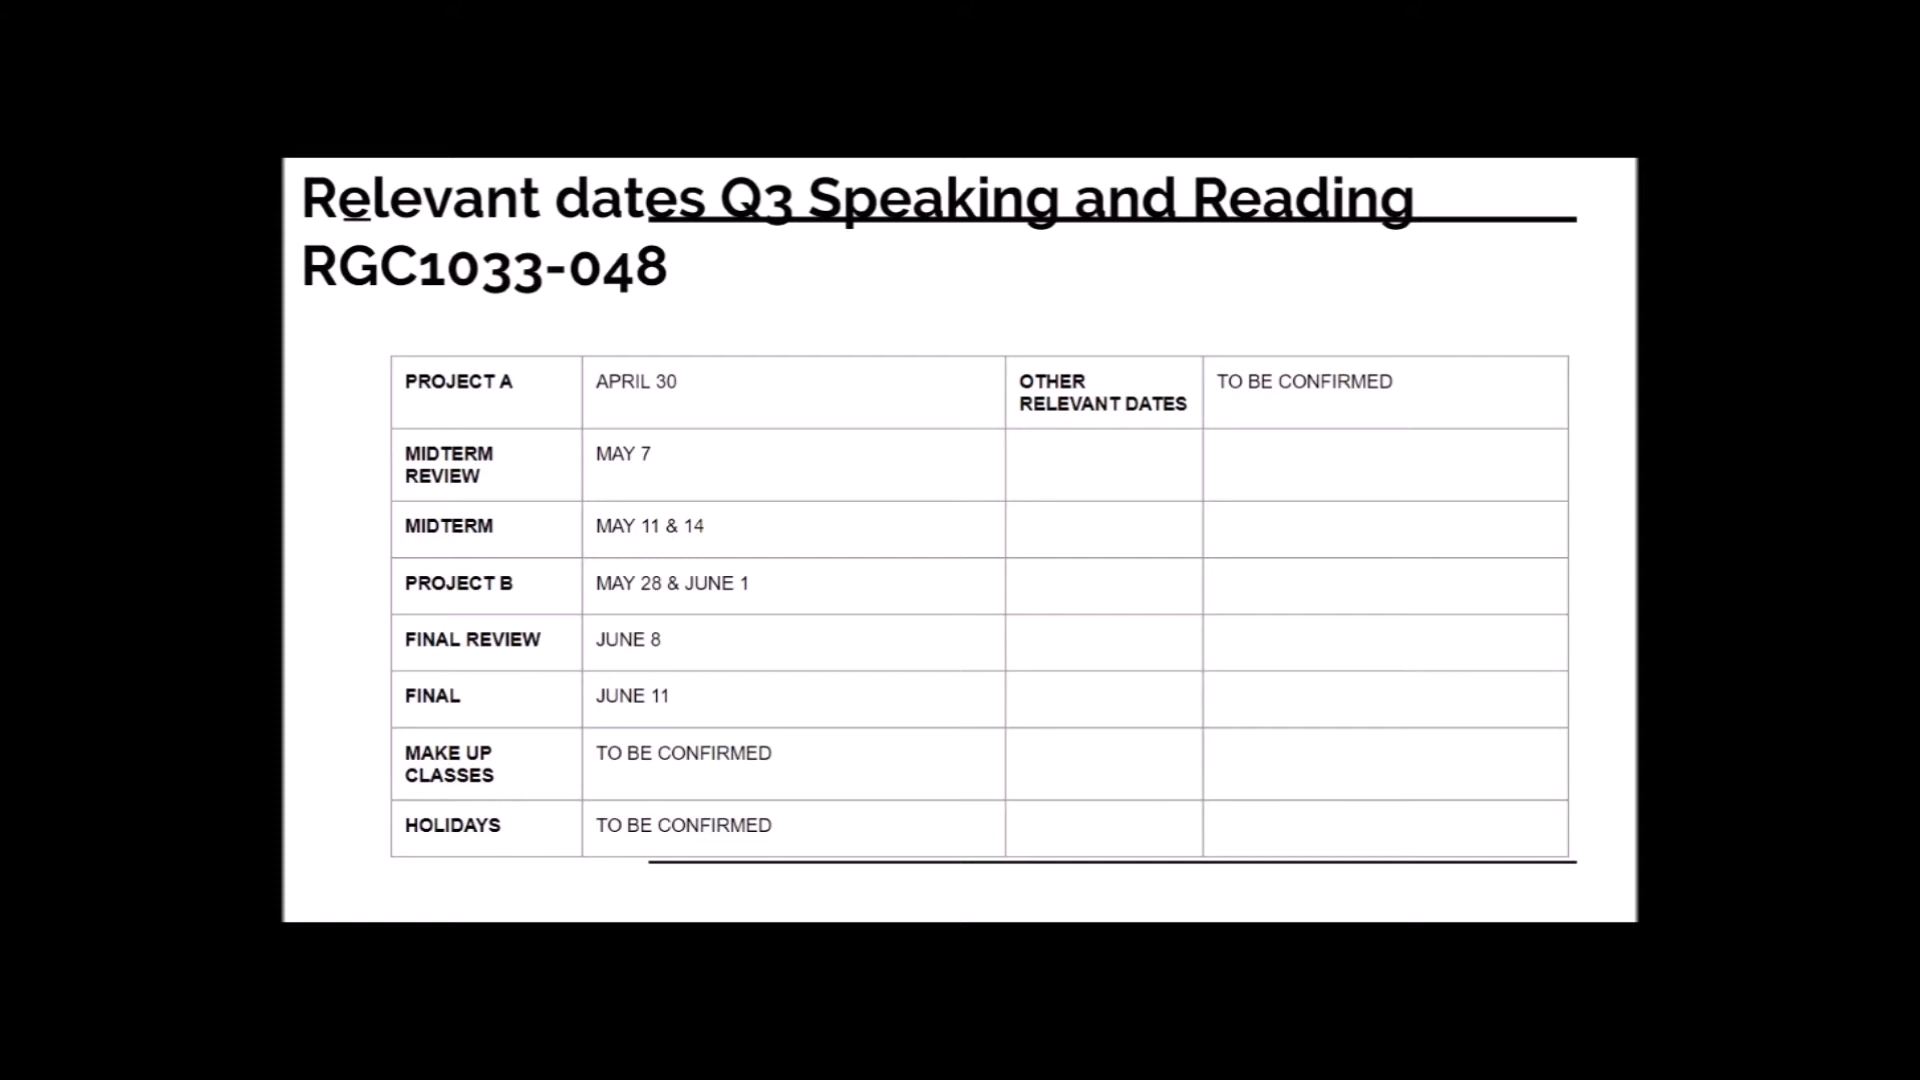 Relevant dates Q3 Speaking and Reading
RGC1033-048
PROJECT A
APRIL 30
OTHER
RELEVANT DATES
TO BE CONFIRMED
MIDTERM
REVIEW
MAY 7
MIDTERM
MAY 11 & 14
PROJECT B
MAY 28 & JUNE 1
FINAL REVIEW
JUNE 8
FINAL
JUNE 11
MAKE UP
CLASSES
TO BE CONFIRMED
HOLIDAYS
TO BE CONFIRMED